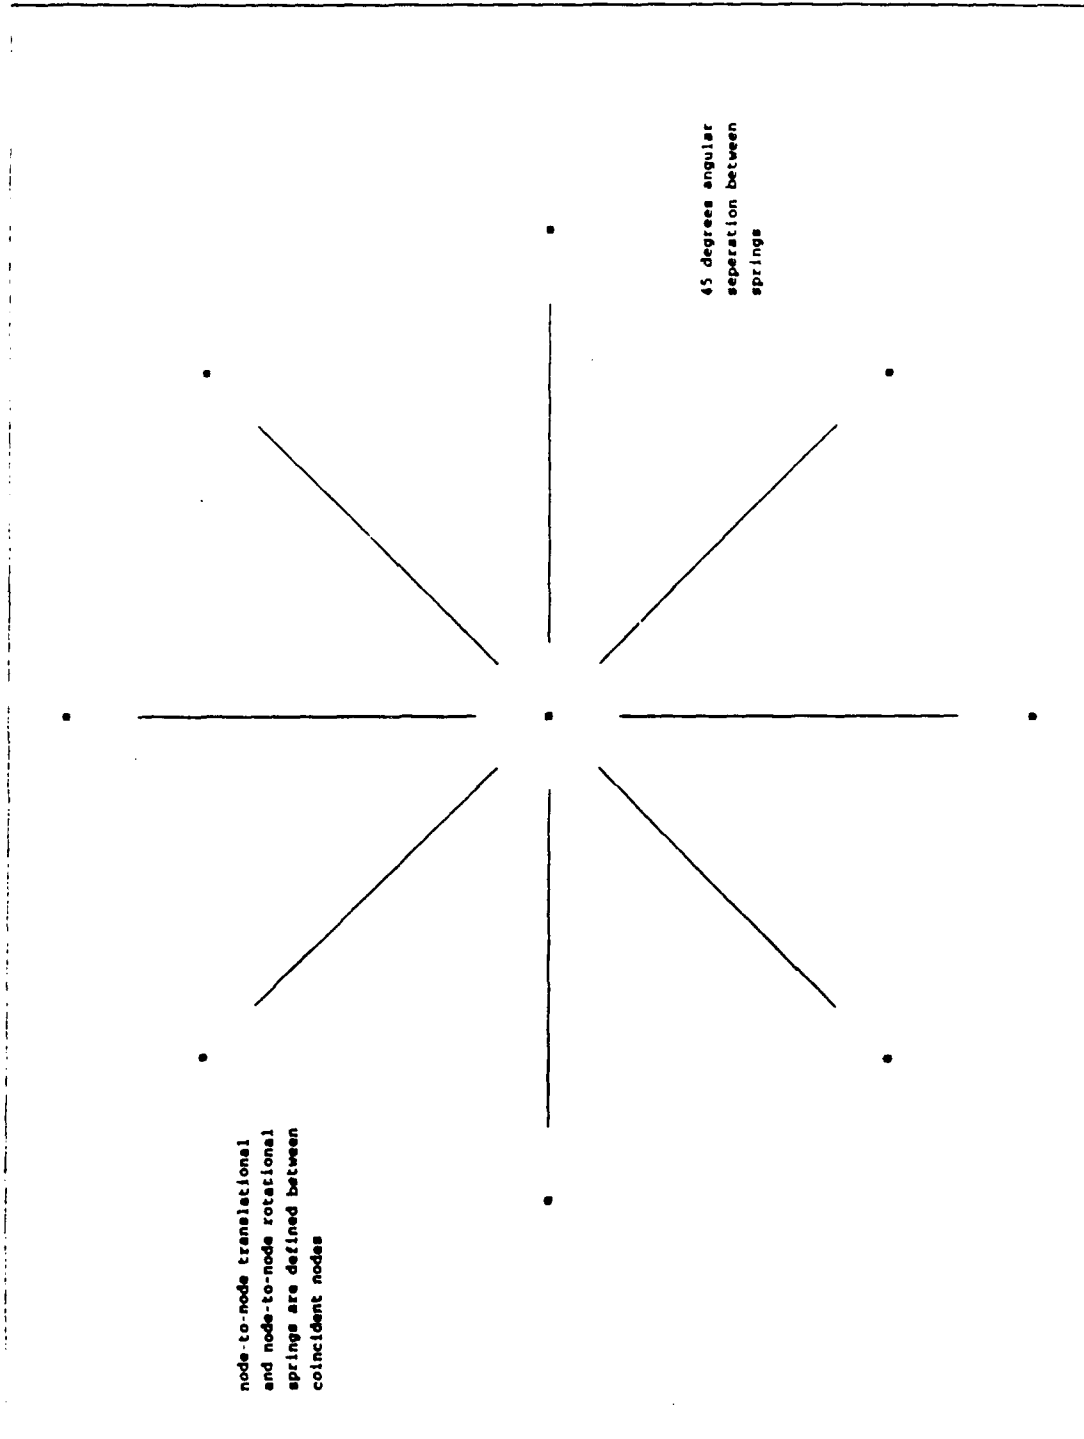 node-to-node translational
and node-to-node rotational
springs are defined between
coincident nodes
45 degrees angular
seperation between
springs